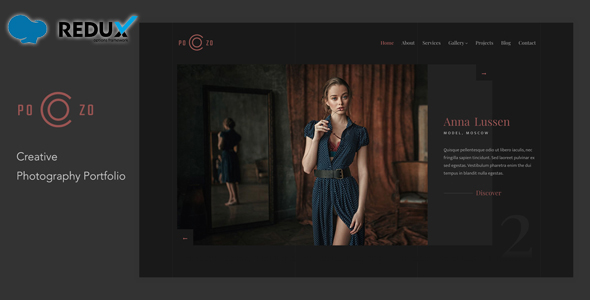 REDUX
PO CO ZO
Creative
Photography Portfolio
PO CO ZO
Home About Services Gallery Projects Blog Contact
Anna Lussen
MODEL, MOSCOW
Quisque pellentesque odio ut libero iaculis, nec
fringilla sapien tincidunt. Sed laoreet pulvinar ex
sed egestas. Vestibulum pharetra enim the dui
tempus in blandit nulla egestas.
Discover
2